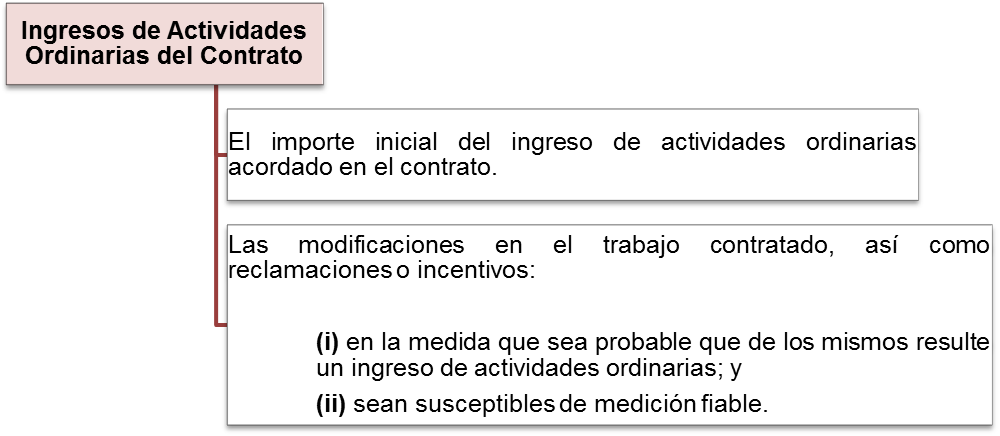 Ingresos de Actividades
Ordinarias del Contrato
El importe inicial del ingreso de actividades ordinarias
acordado en el contrato.
Las modificaciones en el trabajo contratado, así como
reclamaciones o incentivos:
(i) en la medida que sea probable que de los mismos resulte
un ingreso de actividades ordinarias; y
(ii) sean susceptibles de medición fiable.